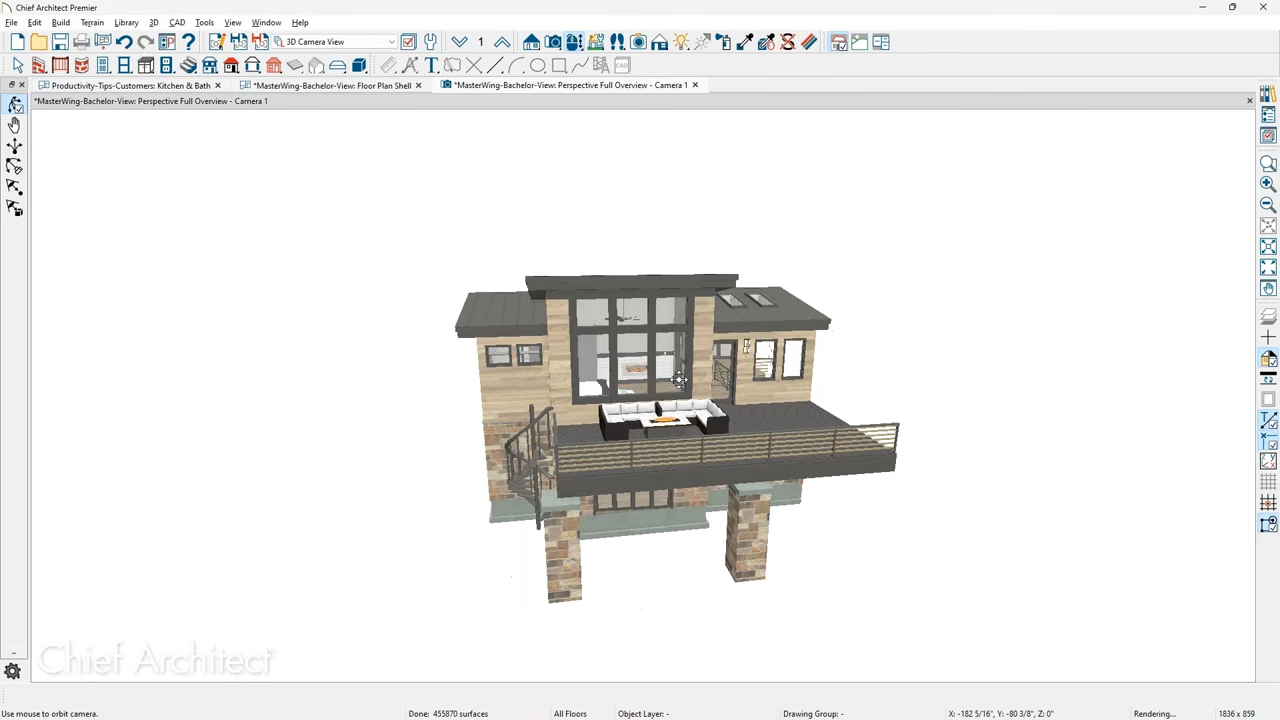 Chief Architect Premier
File Edit Build Terrain Library 3D CAD Tools View Window Help
1 3D Camera View
Productivity-Tips-Customers: Kitchen & Bath *MasterWing-Bachelor-View: Floor Plan Shell *MasterWing-Bachelor-View: Perspective Full Overview - Camera 1
*MasterWing-Bachelor-View: Perspective Full Overview - Camera 1
Chief Architect
Use mouse to orbit camera. Done: 455870 surfaces All Floors Object Layer: - Drawing Group: - X: -182 5/16", Y: -80 3/8", Z: 0" Rendering... 1836 x 859